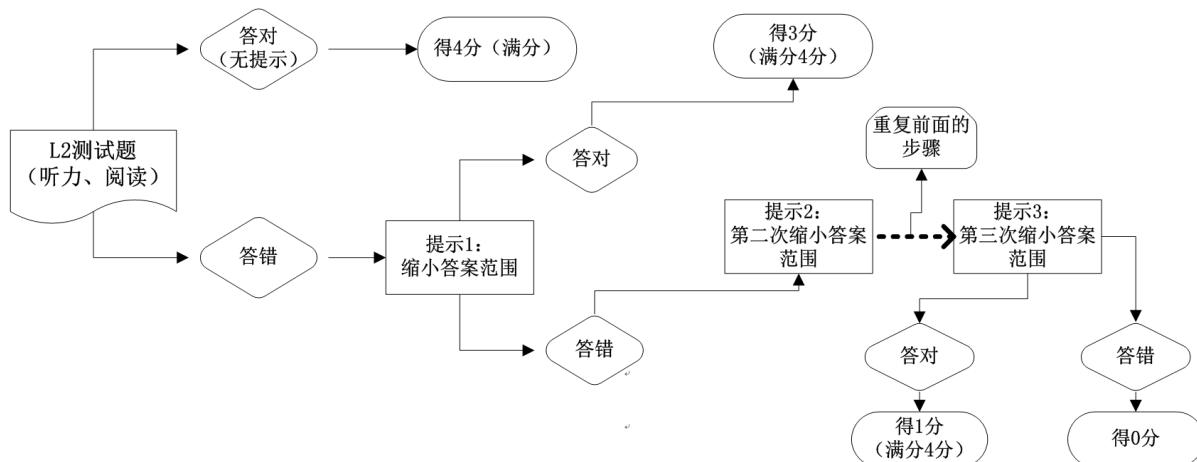 答对
（无提示）
得4分（满分）
得3分
（满分4分）
L2测试题
（听力、阅读）
答对
重复前面的
步骤
答错
提示1：
缩小答案范围
提示2：
第二次缩小答案
范围
提示3：
第三次缩小答案
范围
答错
答对
答错
得1分
（满分4分）
得0分